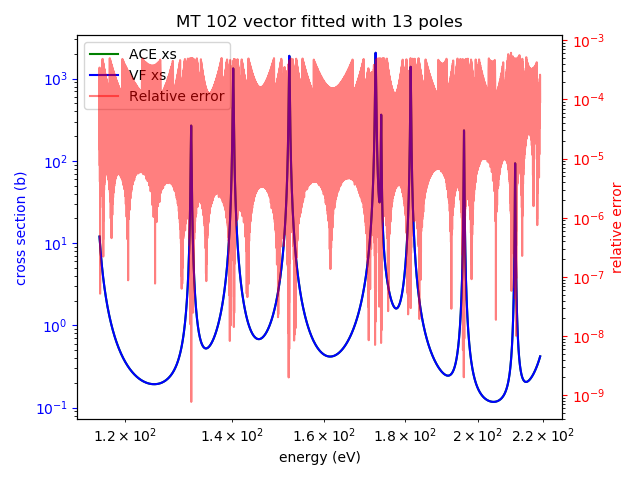 MT 102 vector fitted with 13 poles
ACE xs
VF xs
Relative error
cross section (b)
10³
10²
10¹
10⁰
10⁻¹
relative error
10⁻³
10⁻⁴
10⁻⁵
10⁻⁶
10⁻⁷
10⁻⁸
10⁻⁹
1.2 × 10² 1.4 × 10² 1.6 × 10² 1.8 × 10² 2 × 10² 2.2 × 10²
energy (eV)